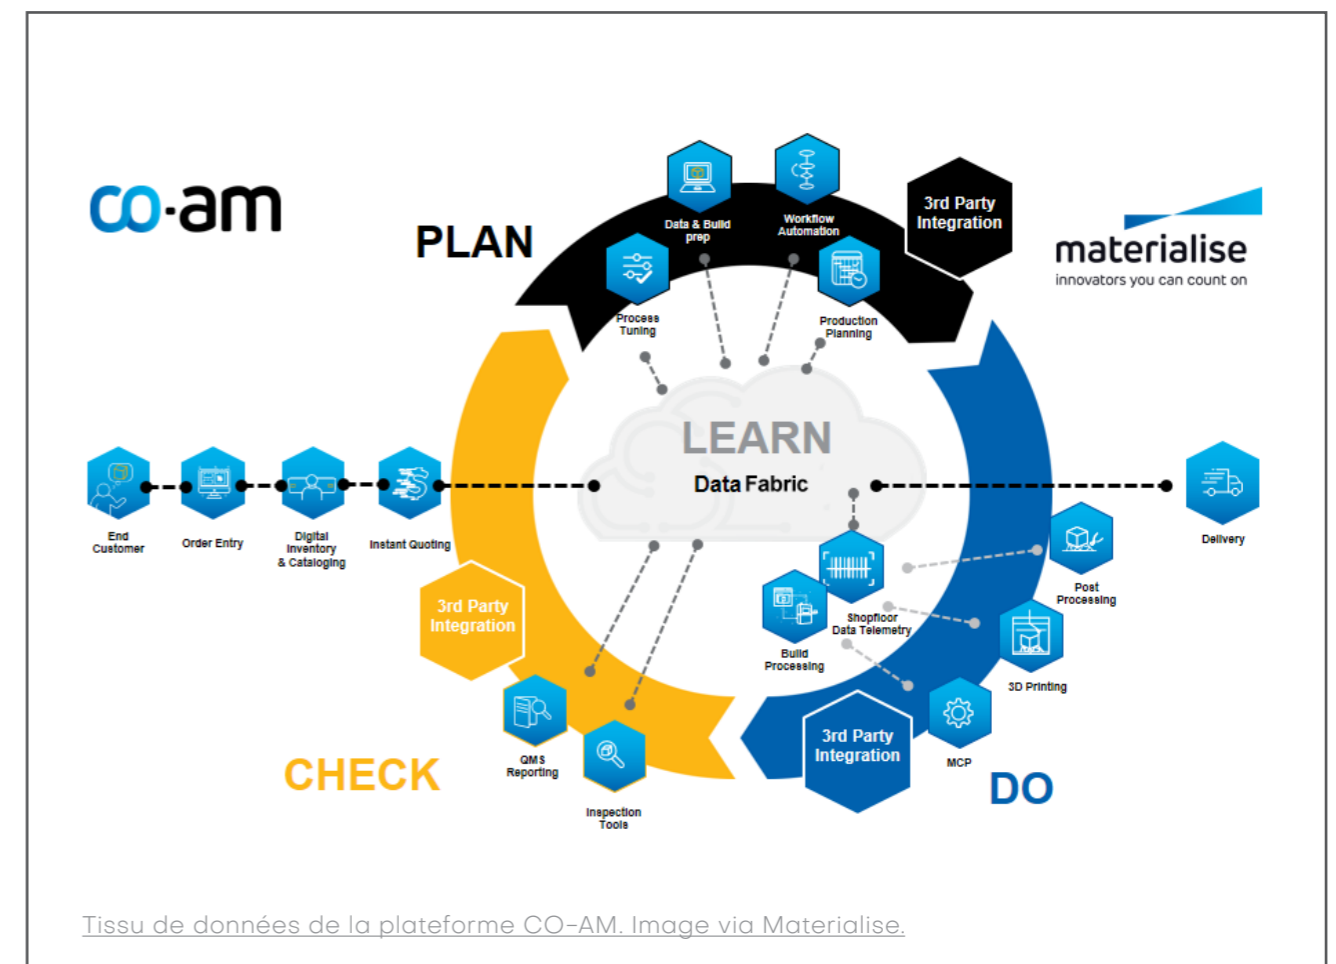 co-am
PLAN
Data & Build
prep
Workflow
Automation
3rd Party
Integration
materialise
innovators you can count on
Process
Tuning
Production
Planning
LEARN
Data Fabric
End
Customer
Order Entry
Digital
Inventory
& Cataloging
Instant Quoting
Delivery
Post
Processing
Shopfloor
Data Telemetry
Build
Processing
3D Printing
MCP
3rd Party
Integration
DO
3rd Party
Integration
QMS
Reporting
Inspection
Tools
CHECK
Tissu de données de la plateforme CO-AM. Image via Materialise.